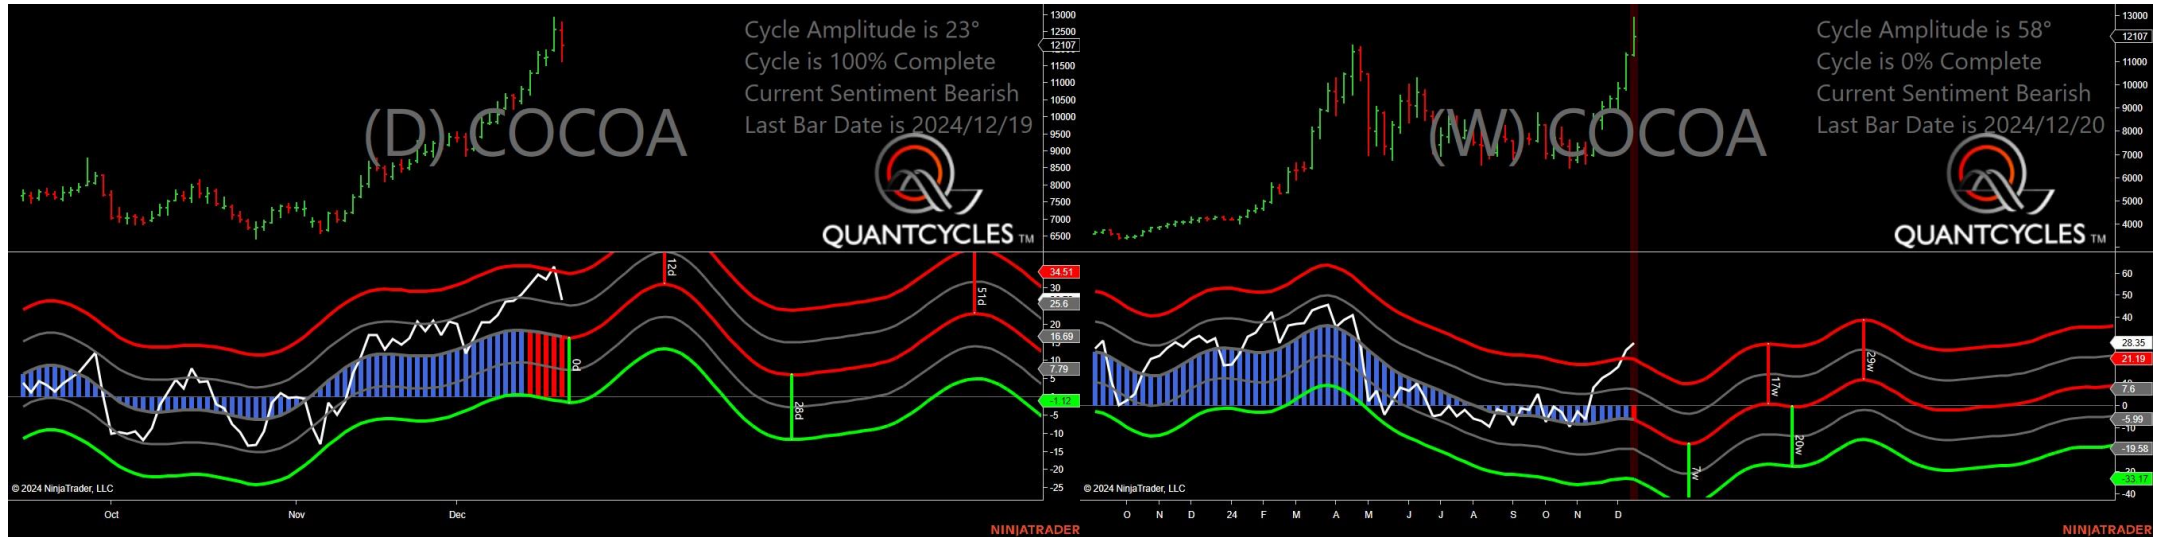 Cycle Amplitude is 23°
Cycle is 100% Complete
Current Sentiment Bearish
Last Bar Date is 2024/12/19
(D) COCOA
QUANTCYCLES TM
13000
12500
12107
11500
11000
10500
10000
9500
9000
8500
8000
7500
7000
6500
12d
51d
0d
28d
34.51
30
25.6
20
16.69
10
7.79
5
-1.12
-5
-10
-15
-20
-25
© 2024 NinjaTrader, LLC
Oct
Nov
Dec
NINJATRADER
Cycle Amplitude is 58°
Cycle is 0% Complete
Current Sentiment Bearish
Last Bar Date is 2024/12/20
(W) COCOA
QUANTCYCLES TM
13000
12107
11000
10000
9000
8000
7000
6000
5000
4000
17w
29w
7w
20w
60
50
40
28.35
21.19
7.6
0
-5.99
-10
-19.58
-33.17
-40
© 2024 NinjaTrader, LLC
O N D 24 F M A M J J A S O N D
NINJATRADER